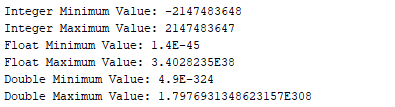 Integer Minimum Value: -2147483648
Integer Maximum Value: 2147483647
Float Minimum Value: 1.4E-45
Float Maximum Value: 3.4028235E38
Double Minimum Value: 4.9E-324
Double Maximum Value: 1.7976931348623157E308